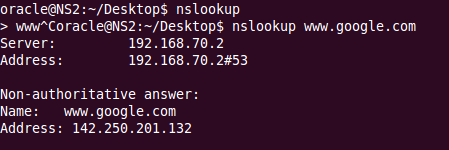 oracle@NS2:~/Desktop$ nslookup
> www^Coracle@NS2:~/Desktop$ nslookup www.google.com
Server:         192.168.70.2
Address:        192.168.70.2#53
Non-authoritative answer:
Name:   www.google.com
Address: 142.250.201.132